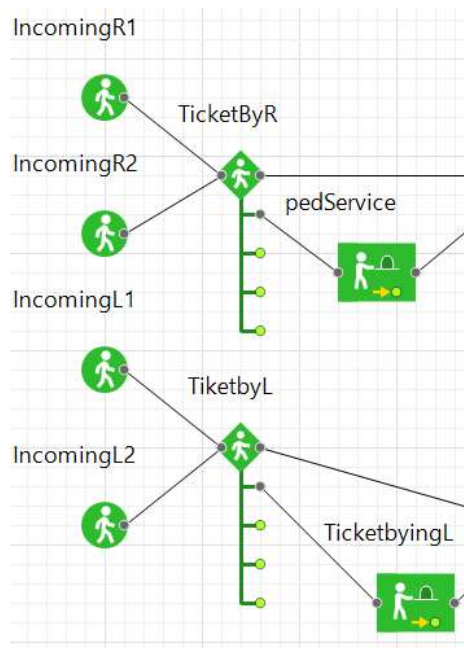 IncomingR1
TicketByR
IncomingR2
pedService
IncomingL1
TiketbyL
IncomingL2
TicketbyingL